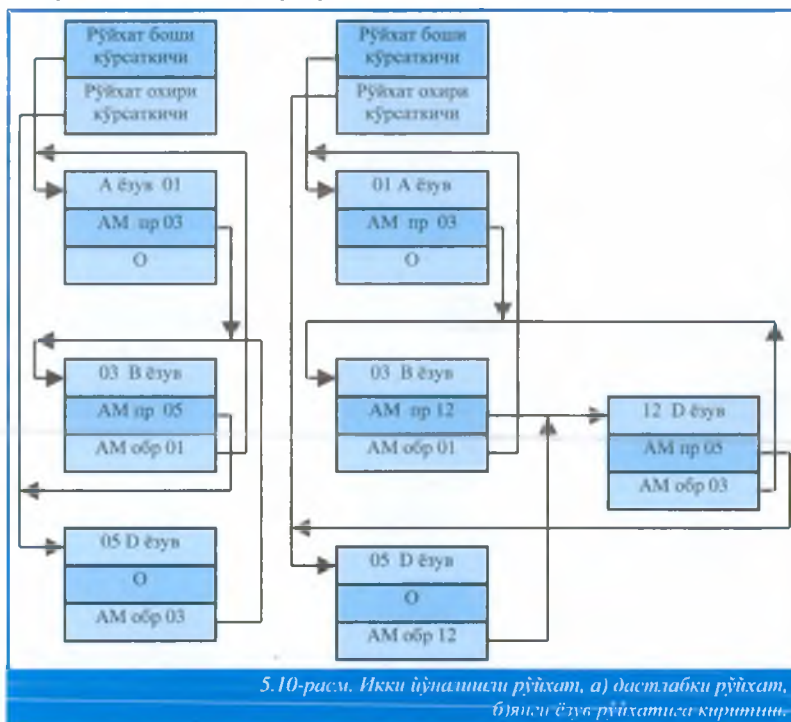 Рўйхат боши
кўрсаткичи
Рўйхат охири
кўрсаткичи
А ёзув 01
АМ пр 03
О
03 В ёзув
АМ пр 05
АМ обр 01
05 D ёзув
О
АМ обр 03
Рўйхат боши
кўрсаткичи
Рўйхат охири
кўрсаткичи
01 А ёзув
АМ пр 03
О
03 В ёзув
АМ пр 12
АМ обр 01
05 D ёзув
О
АМ обр 12
12 D ёзув
АМ пр 05
АМ обр 03
5.10-расм. Икки йўналишли рўйхат, а) дастлабки рўйхат,
б)янги ёзув рўйхатига киритиш.